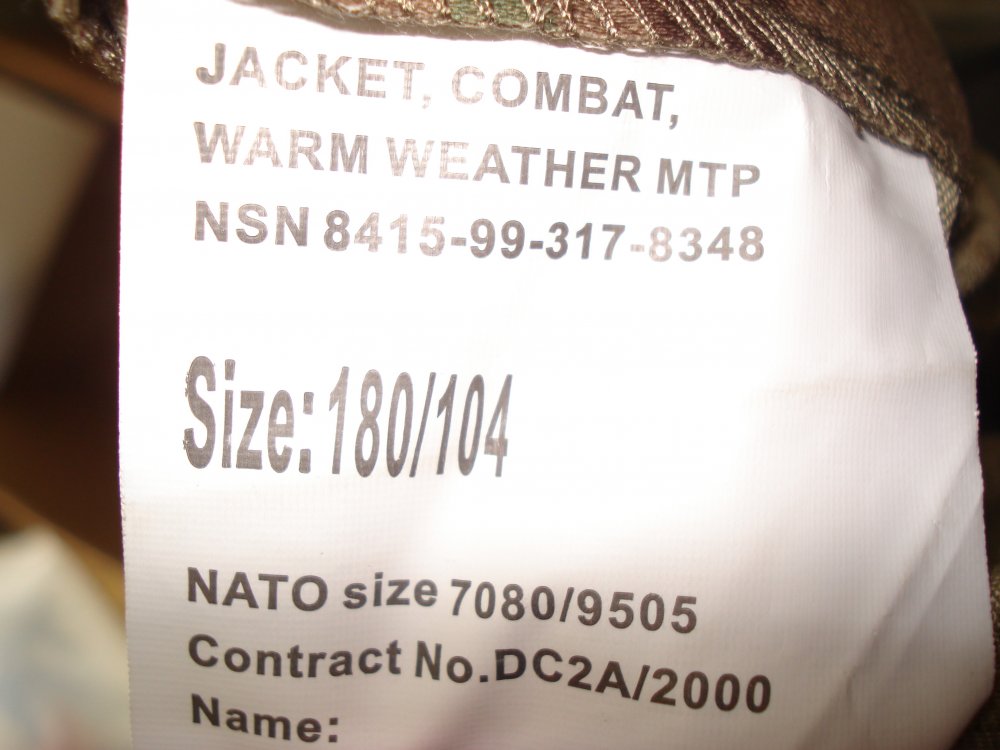 JACKET, COMBAT,
WARM WEATHER MTP
NSN 8415-99-317-8348
Size: 180/104
NATO size 7080/9505
Contract No.DC2A/2000
Name: